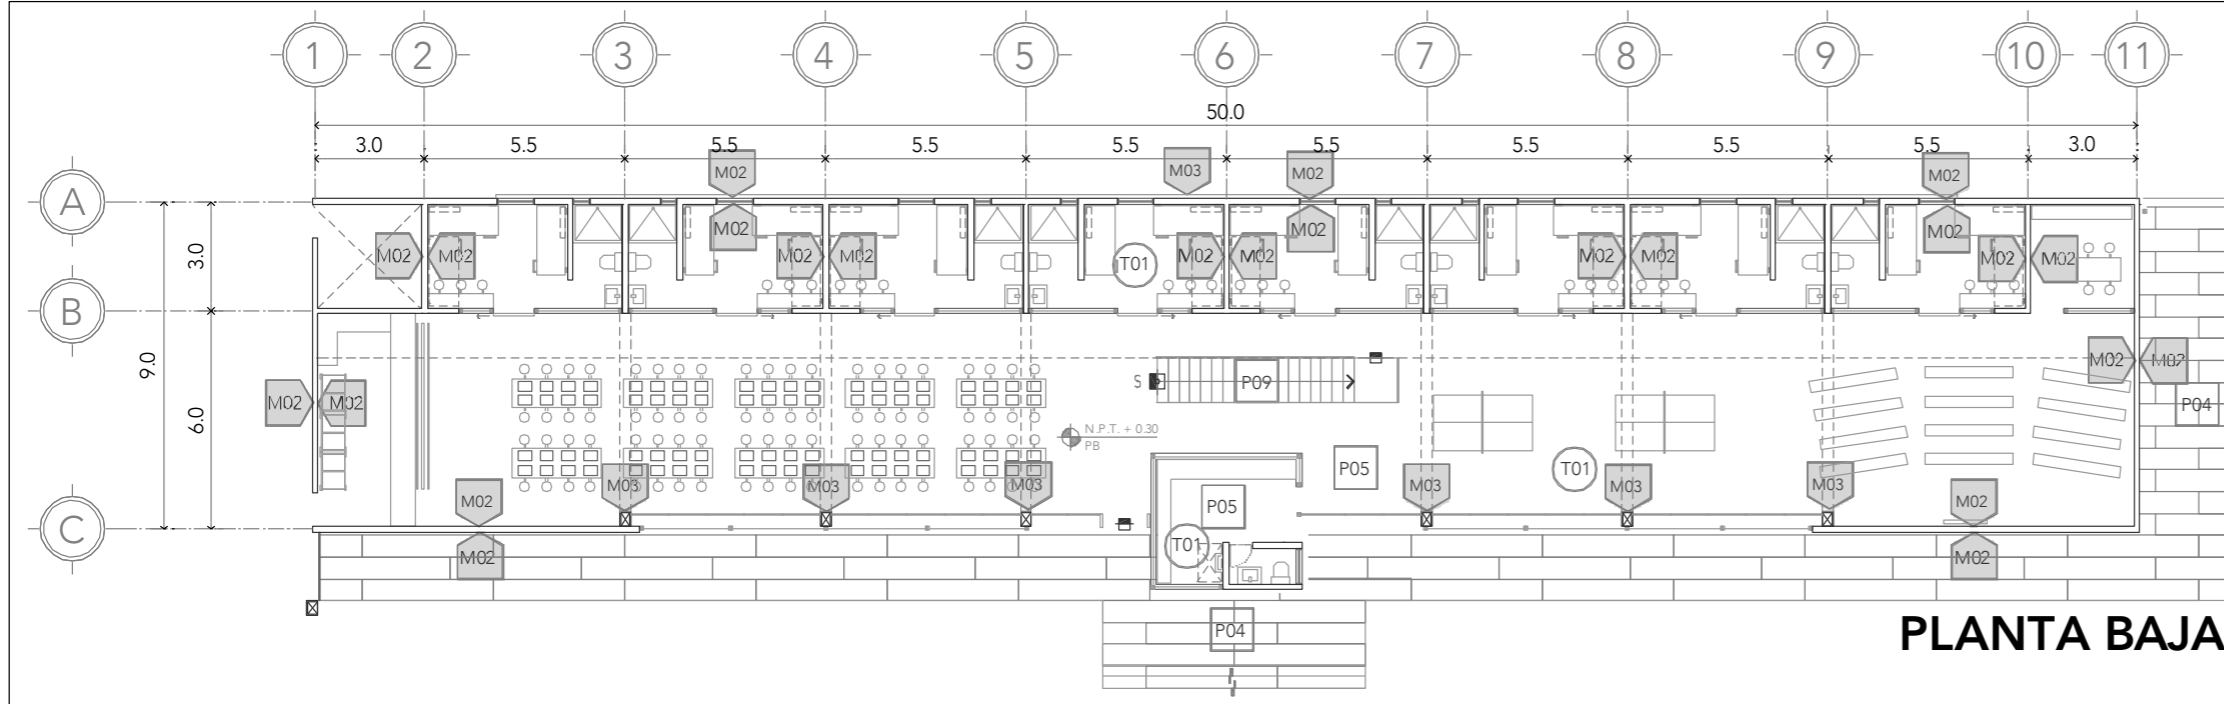 1 2 3 4 5 6 7 8 9 10 11
50.0
3.0 5.5 5.5 5.5 5.5 5.5 5.5 5.5 5.5 3.0
M02 M03 M02 M02
A
M02 M02 M02
3.0
M02 M02 M02 M02 T01 M02 M02 M02 M02 M02 M02
B
9.0
M02 M02
S P09
M02 M02 P04
6.0
N.P.T. + 0.30
PB
P05 T01
M03 M03 M03 M03 M03 M03
M02 P05 M02
C
T01
M02 M02
P04
PLANTA BAJA